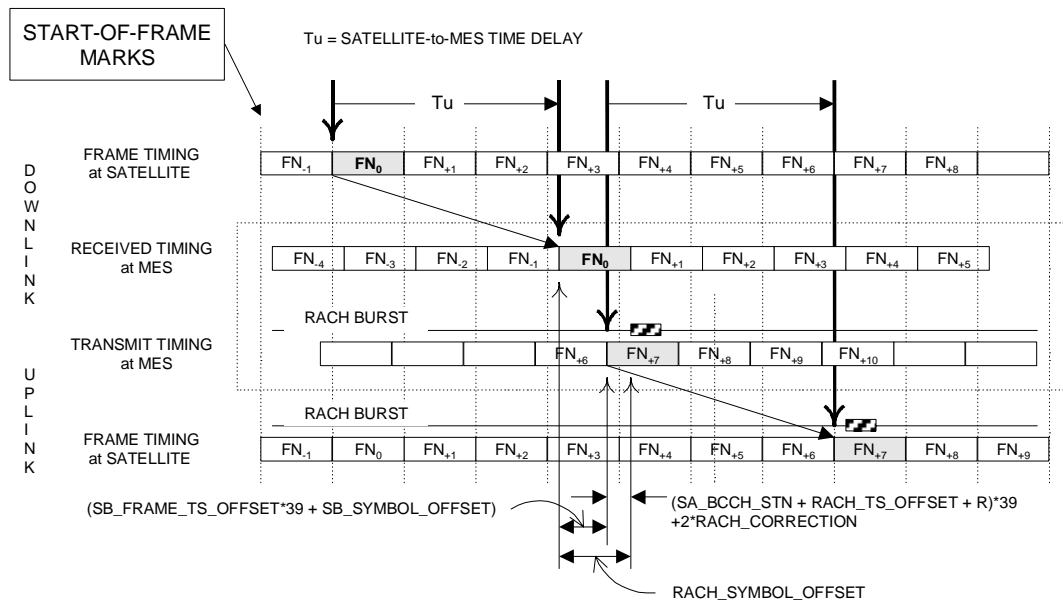 START-OF-FRAME
MARKS
Tu = SATELLITE-to-MES TIME DELAY
Tu
Tu
DOWNLINK
FRAME TIMING
at SATELLITE
FN-1 FN0 FN+1 FN+2 FN+3 FN+4 FN+5 FN+6 FN+7 FN+8
RECEIVED TIMING
at MES
FN-4 FN-3 FN-2 FN-1 FN0 FN+1 FN+2 FN+3 FN+4 FN+5
RACH BURST
TRANSMIT TIMING
at MES
FN+6 FN+7 FN+8 FN+9 FN+10
UPLINK
RACH BURST
FRAME TIMING
at SATELLITE
FN-1 FN0 FN+1 FN+2 FN+3 FN+4 FN+5 FN+6 FN+7 FN+8 FN+9
(SB_FRAME_TS_OFFSET*39 + SB_SYMBOL_OFFSET)
(SA_BCCH_STN + RACH_TS_OFFSET + R)*39
+2*RACH_CORRECTION
RACH_SYMBOL_OFFSET